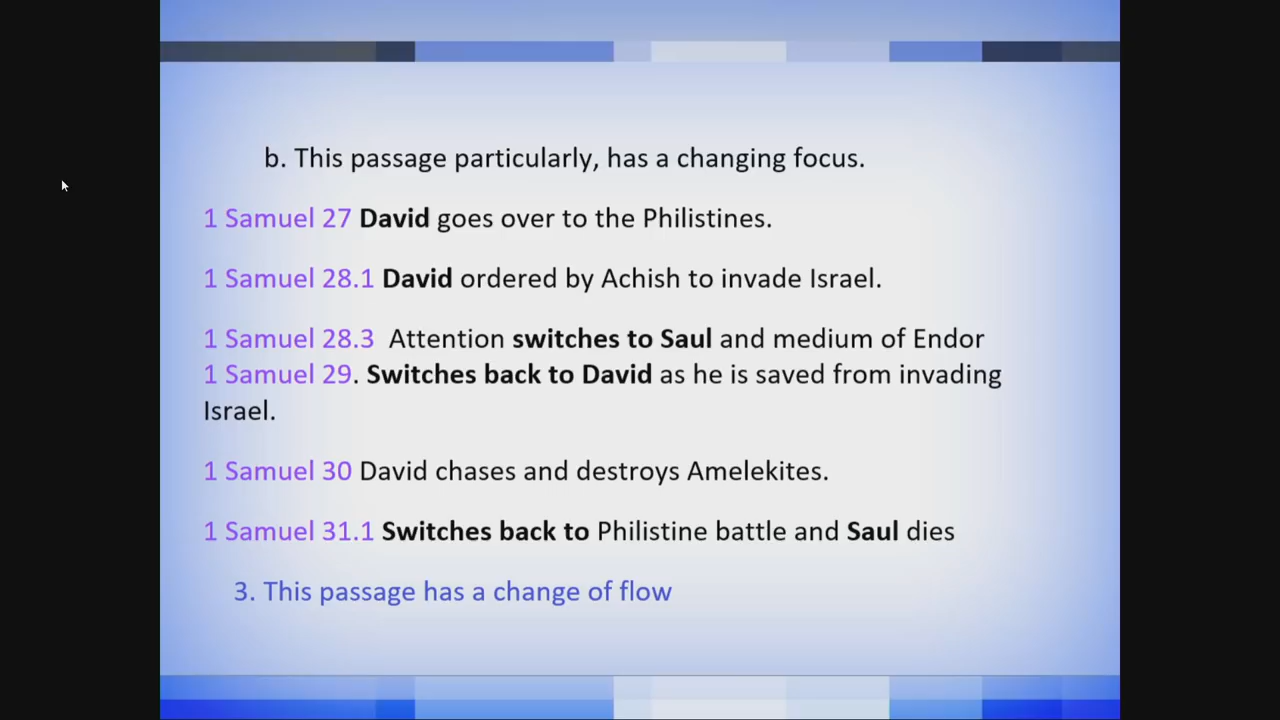 b. This passage particularly, has a changing focus.
1 Samuel 27 David goes over to the Philistines.
1 Samuel 28.1 David ordered by Achish to invade Israel.
1 Samuel 28.3 Attention switches to Saul and medium of Endor
1 Samuel 29. Switches back to David as he is saved from invading
Israel.
1 Samuel 30 David chases and destroys Amelekites.
1 Samuel 31.1 Switches back to Philistine battle and Saul dies
3. This passage has a change of flow